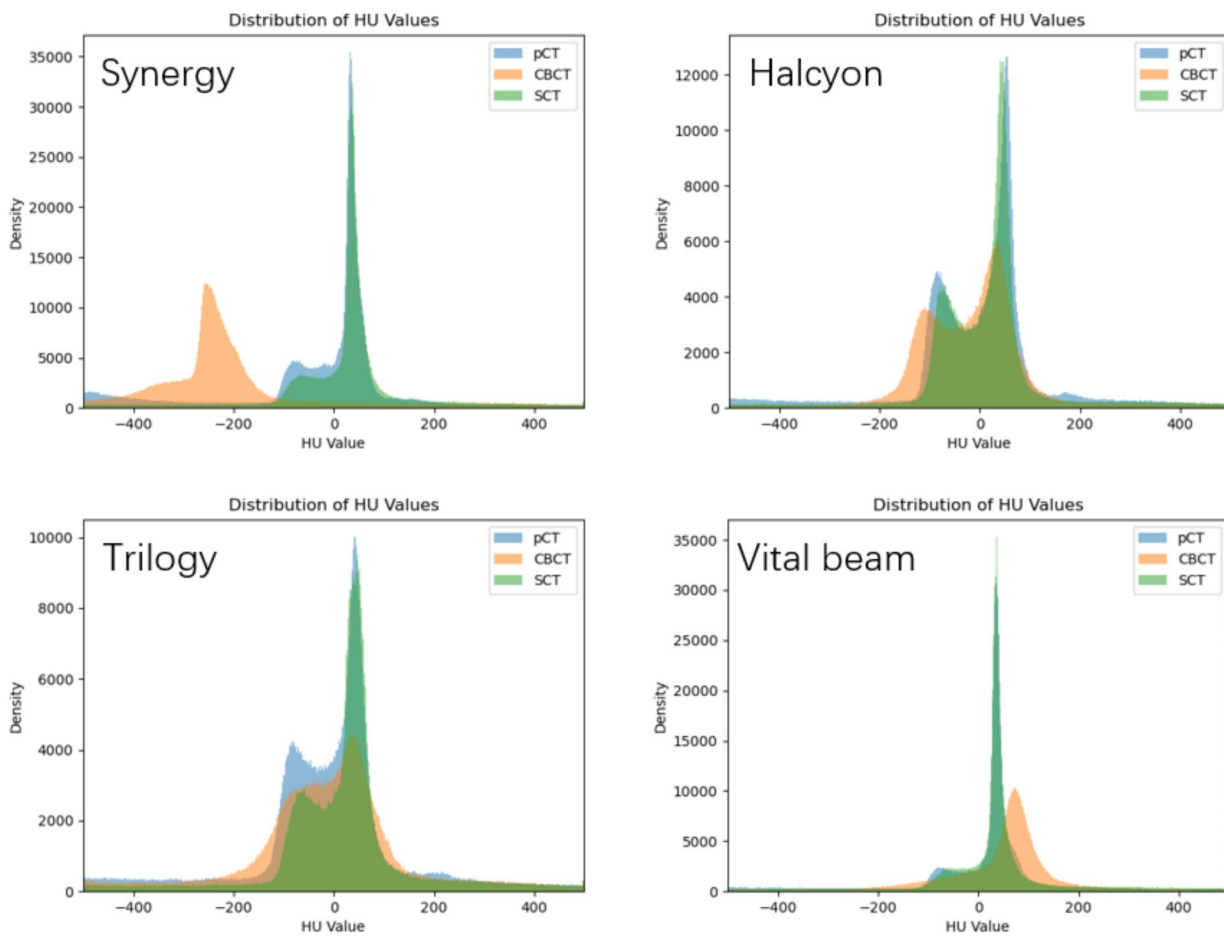 Distribution of HU Values
Synergy
pCT
CBCT
SCT
35000
30000
25000
20000
15000
10000
5000
0
Density
−400 −200 0 200 400
HU Value
Distribution of HU Values
Halcyon
pCT
CBCT
SCT
12000
10000
8000
6000
4000
2000
0
Density
−400 −200 0 200 400
HU Value
Distribution of HU Values
Trilogy
pCT
CBCT
SCT
10000
8000
6000
4000
2000
0
Density
−400 −200 0 200 400
HU Value
Distribution of HU Values
Vital beam
pCT
CBCT
SCT
35000
30000
25000
20000
15000
10000
5000
0
Density
−400 −200 0 200 400
HU Value